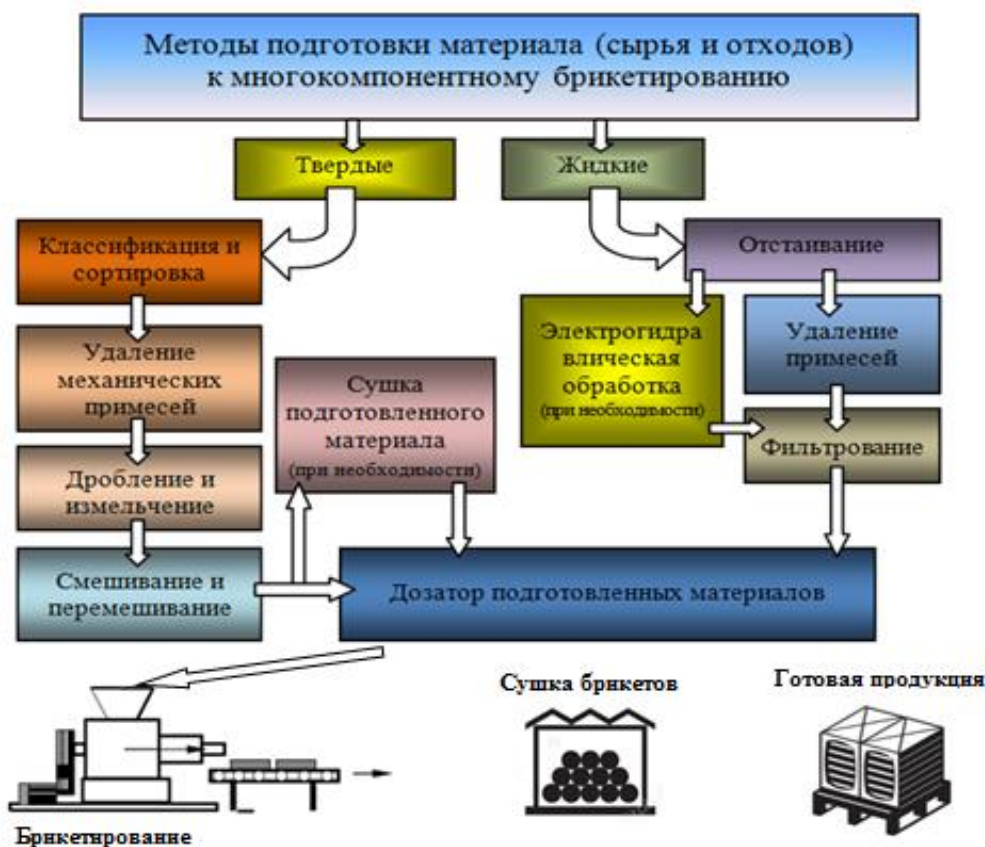 Методы подготовки материала (сырья и отходов)
к многокомпонентному брикетированию
Твердые
Жидкие
Классификация и
сортировка
Отстаивание
Удаление
механических
примесей
Сушка
подготовленного
материала
(при необходимости)
Электрогидра
влическая
обработка
(при необходимости)
Удаление
примесей
Фильтрование
Дробление и
измельчение
Смешивание и
перемешивание
Дозатор подготовленных материалов
Сушка брикетов
Готовая продукция
Брикетирование